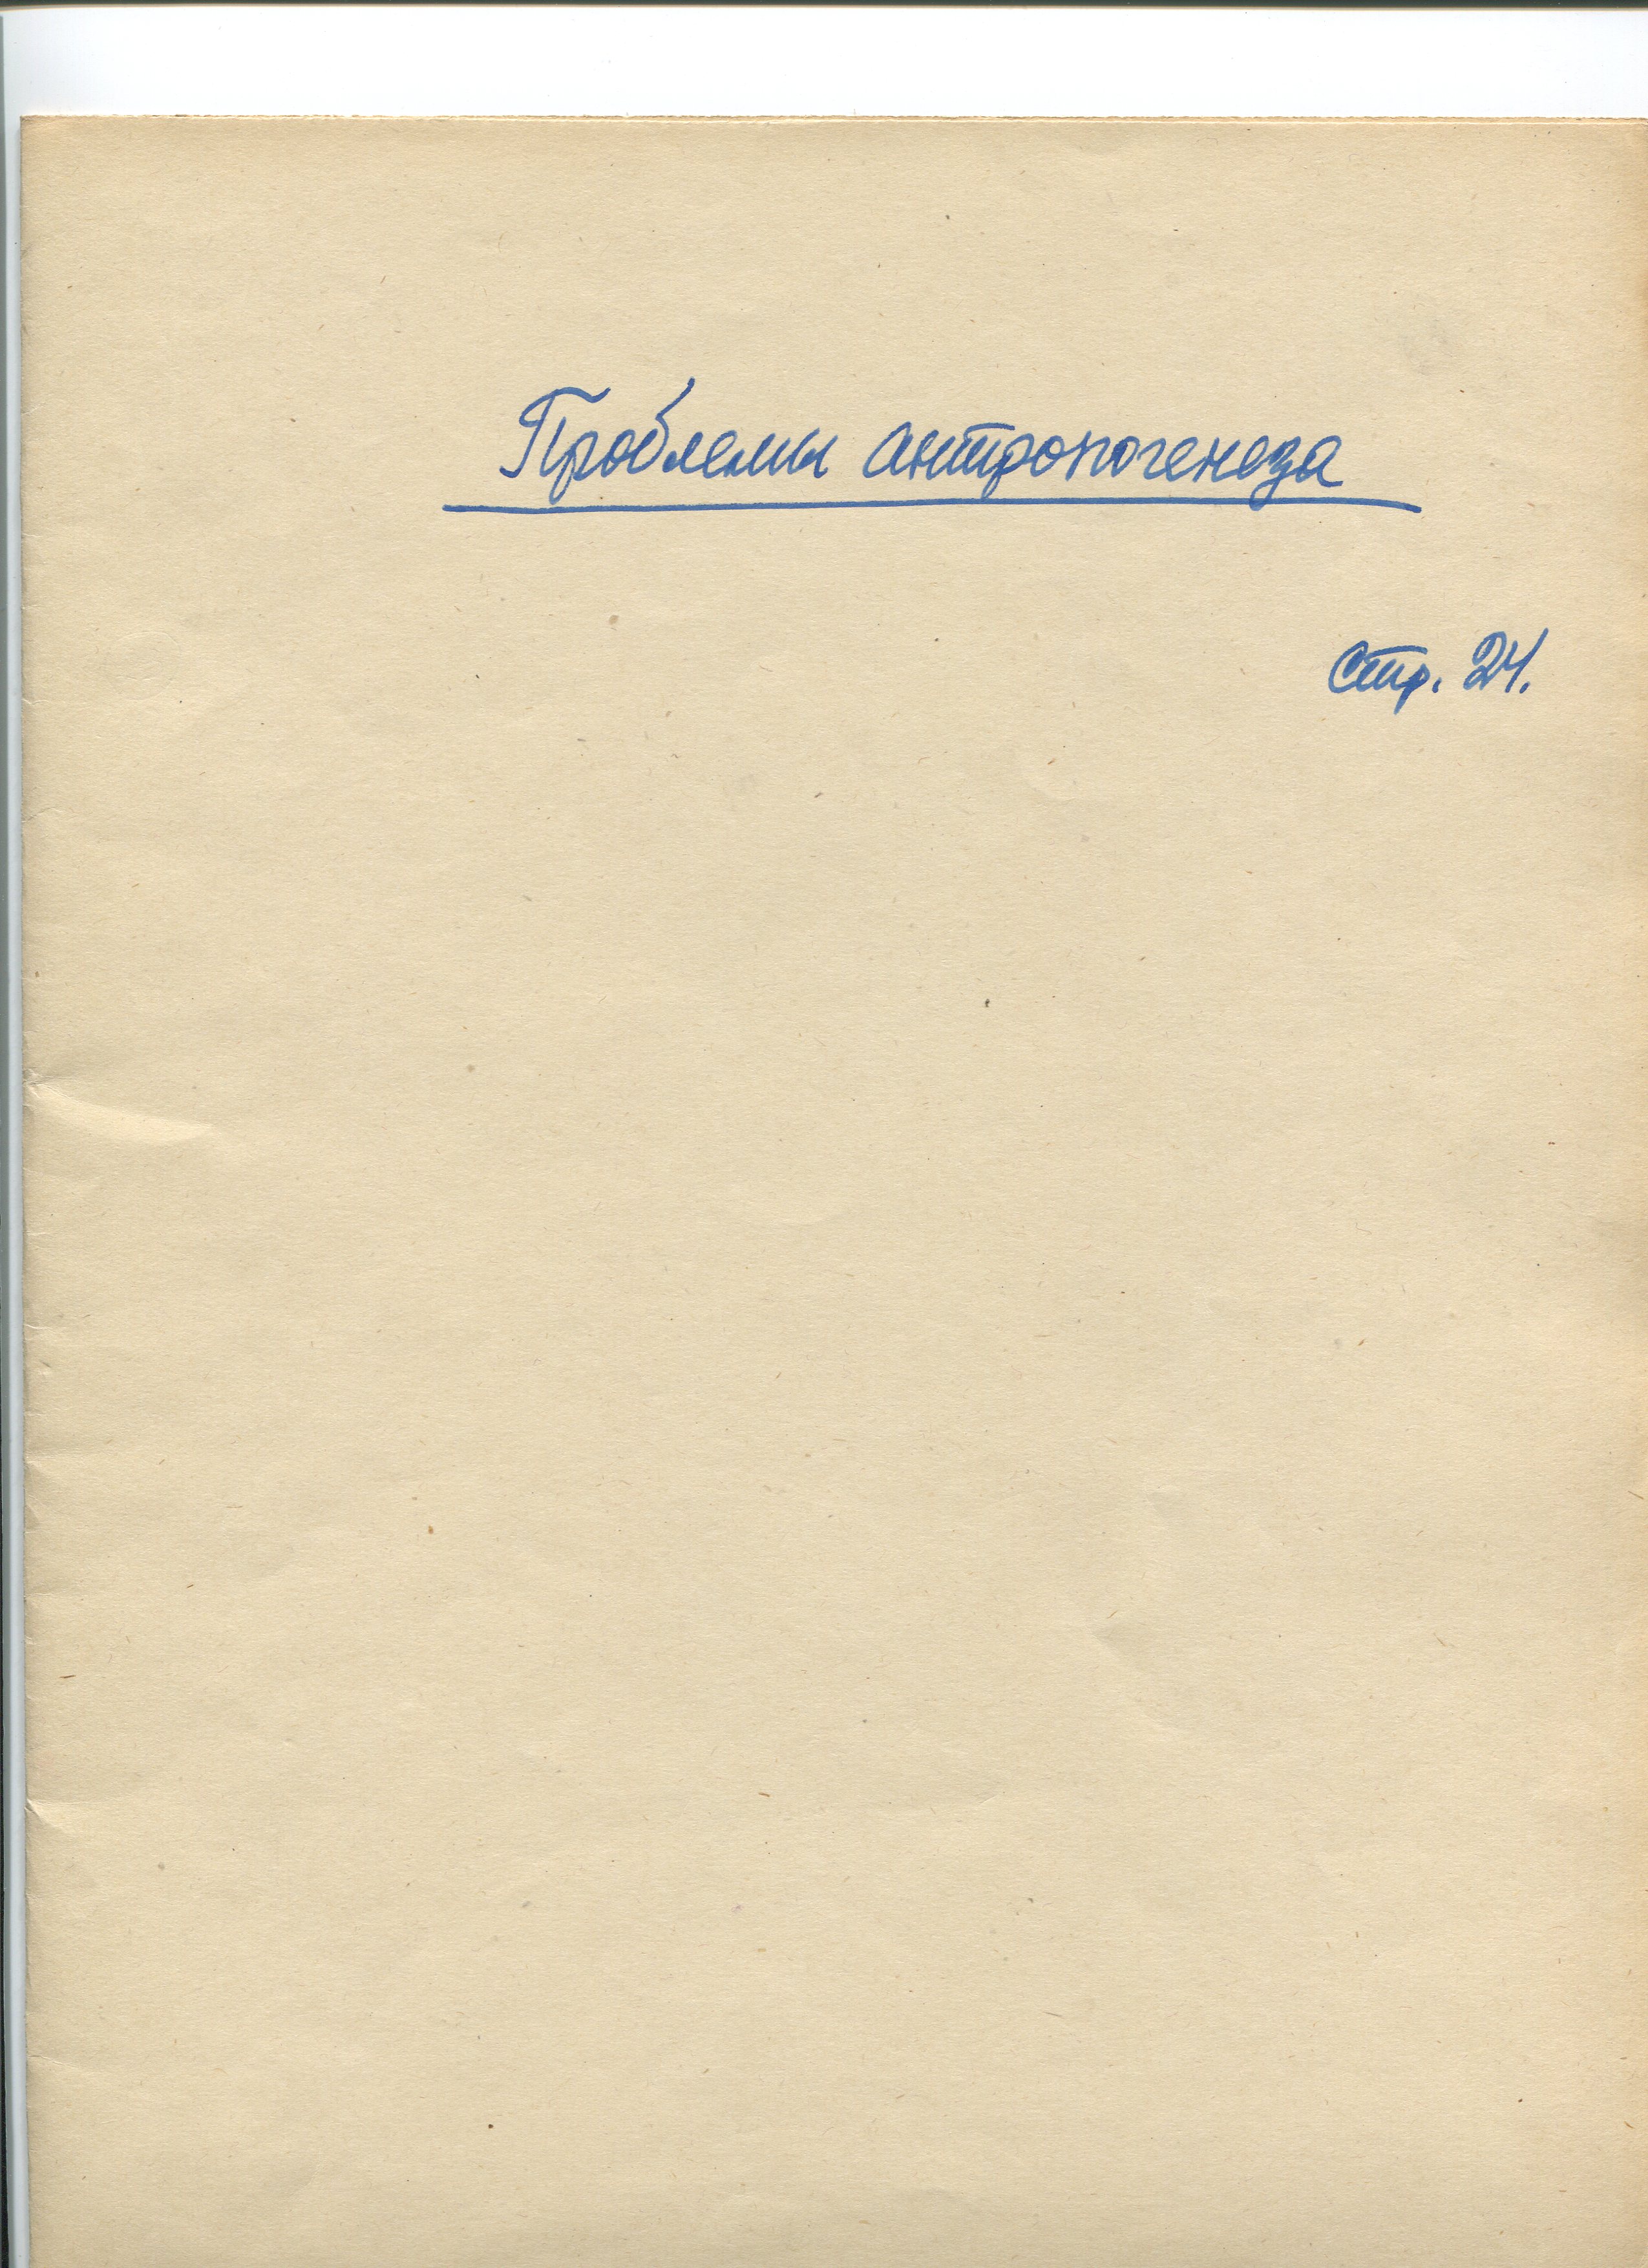 Проблемы антропогенеза
Стр. 24.